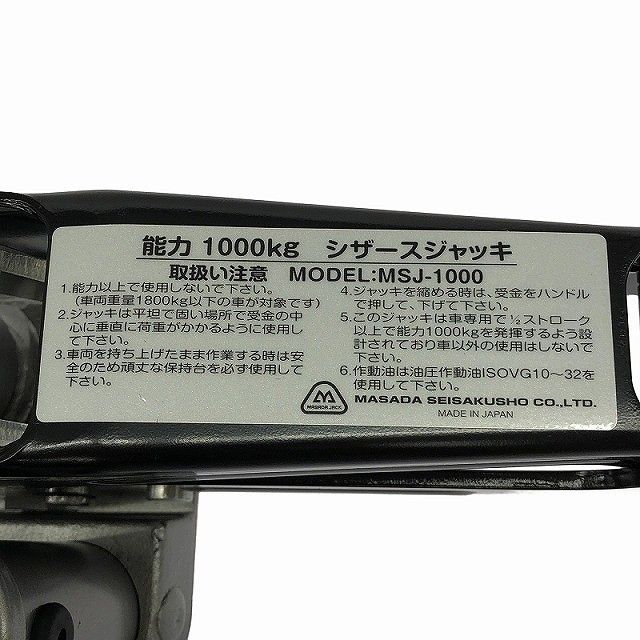 能力 1000kg シザースジャッキ
取扱い注意 MODEL:MSJ-1000
1.能力以上で使用しないで下さい。
(車両重量1800kg以下の車が対象です)
2.ジャッキは平坦で固い場所で受金の中
心に垂直に荷重がかかるように使用し
て下さい。
3.車両を持ち上げたまま作業する時は安
全のため頑丈な保持台を必ず使用して
下さい。
4.ジャッキを縮める時は、受金をハンドル
で押して、下げて下さい。
5.このジャッキは車専用で½ストローク
以上で能力1000kgを発揮するよう設
計されており車以外の使用はしないで
下さい。
6.作動油は油圧作動油ISOVG10〜32を
使用して下さい。
MASADA JACK
MASADA SEISAKUSHO CO.,LTD.
MADE IN JAPAN